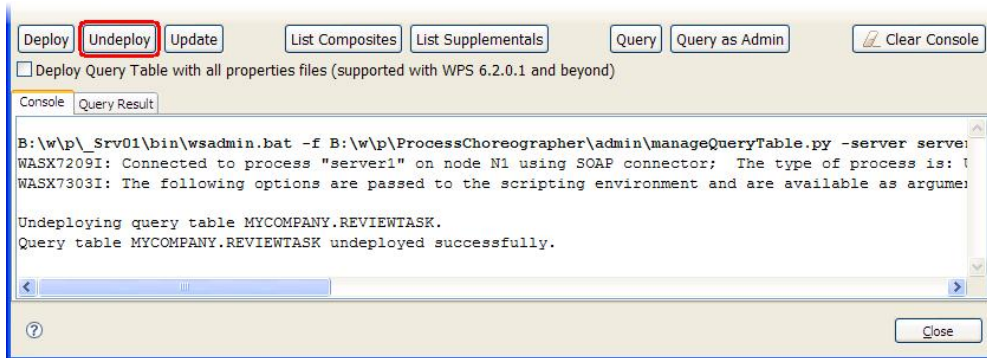 Deploy Undeploy Update List Composites List Supplementals Query Query as Admin Clear Console
Deploy Query Table with all properties files (supported with WPS 6.2.0.1 and beyond)
Console Query Result
B:\w\p\_Srv01\bin\wsadmin.bat -f B:\w\p\ProcessChoreographer\admin\manageQueryTable.py -server server
WASX7209I: Connected to process "server1" on node N1 using SOAP connector; The type of process is:
WASX7303I: The following options are passed to the scripting environment and are available as argume
Undeploying query table MYCOMPANY.REVIEWTASK.
Query table MYCOMPANY.REVIEWTASK undeployed successfully.
Close